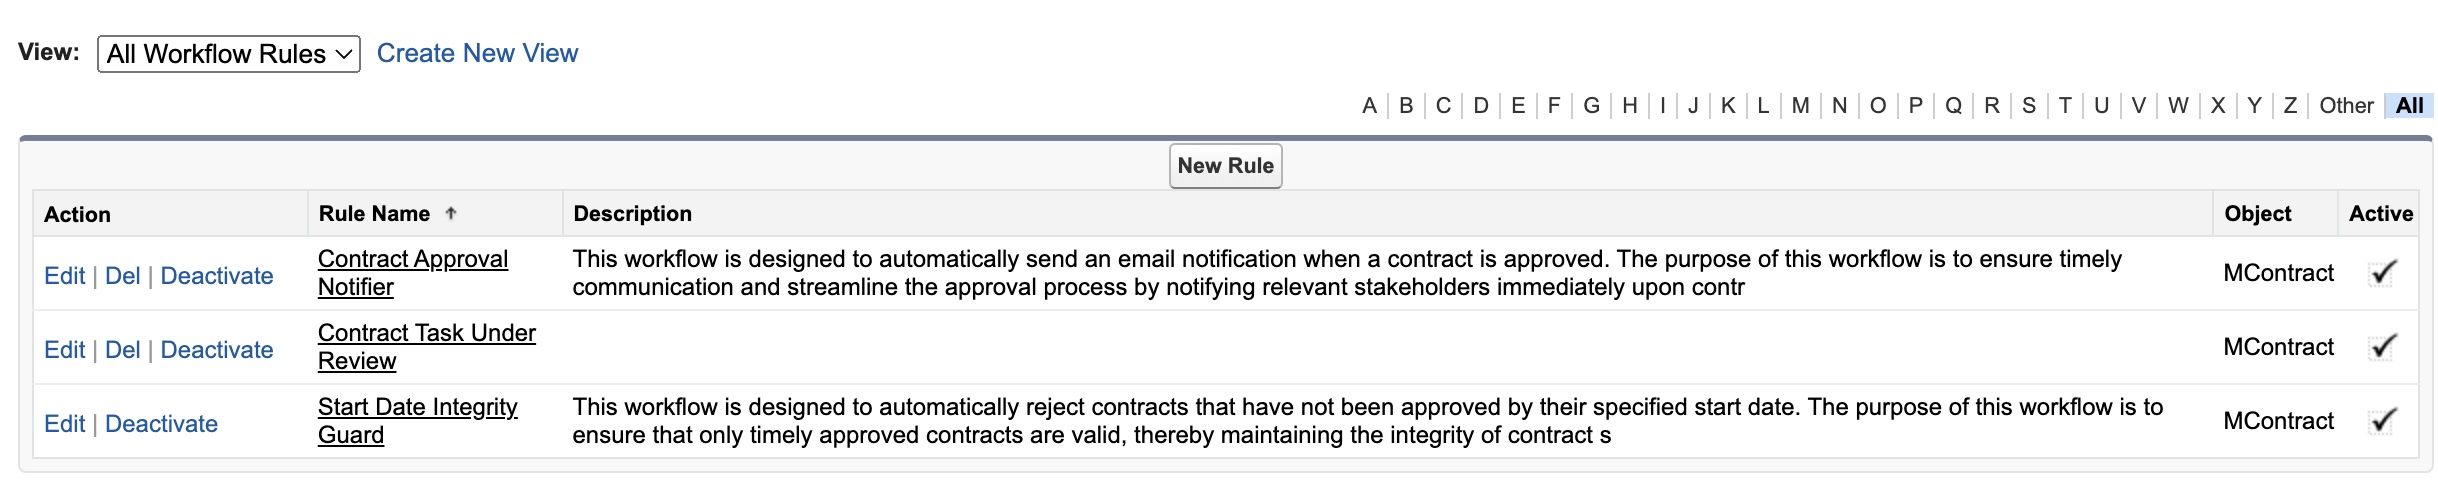 View: All Workflow Rules Create New View
A | B | C | D | E | F | G | H | I | J | K | L | M | N | O | P | Q | R | S | T | U | V | W | X | Y | Z | Other | All
New Rule
Action Rule Name ↑ Description Object Active
Edit | Del | Deactivate
Contract Approval
Notifier
This workflow is designed to automatically send an email notification when a contract is approved. The purpose of this workflow is to ensure timely
communication and streamline the approval process by notifying relevant stakeholders immediately upon contr
MContract
Edit | Del | Deactivate
Contract Task Under
Review
MContract
Edit | Deactivate
Start Date Integrity
Guard
This workflow is designed to automatically reject contracts that have not been approved by their specified start date. The purpose of this workflow is to
ensure that only timely approved contracts are valid, thereby maintaining the integrity of contract s
MContract